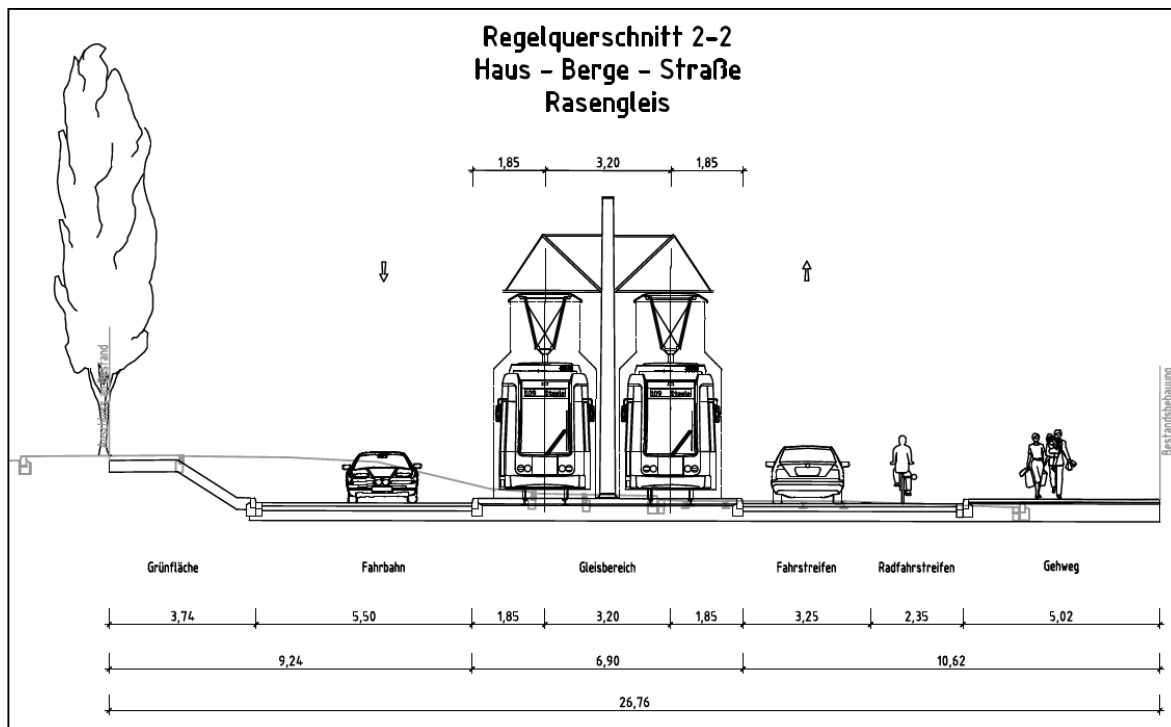 Regelquerschnitt 2-2
Haus - Berge - Straße
Rasengleis
1,85 3,20 1,85
Bestandsbebauung
Grünfläche Fahrbahn Gleisbereich Fahrstreifen Radfahrstreifen Gehweg
3,74 5,50 1,85 3,20 1,85 3,25 2,35 5,02
9,24 6,90 10,62
26,76